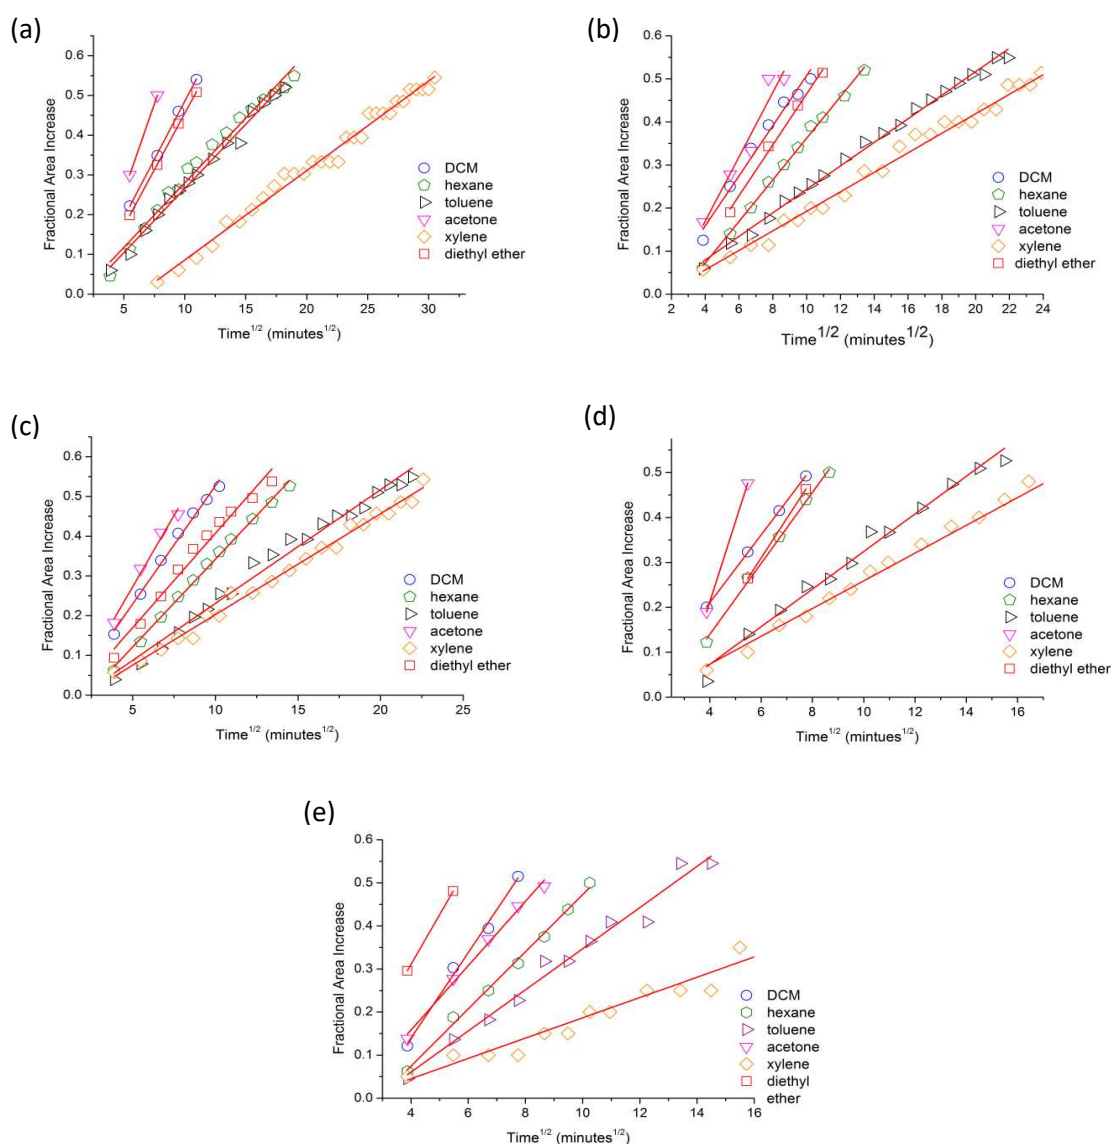 (a)
0.6
0.5
0.4
0.3
0.2
0.1
0.0
Fractional Area Increase
5 10 15 20 25 30
Time1/2 (minutes1/2)
DCM
hexane
toluene
acetone
xylene
diethyl ether
(b)
0.6
0.5
0.4
0.3
0.2
0.1
0.0
Fractional Area Increase
2 4 6 8 10 12 14 16 18 20 22 24
Time1/2 (minutes1/2)
DCM
hexane
toluene
acetone
xylene
diethyl ether
(c)
0.6
0.5
0.4
0.3
0.2
0.1
0.0
Fractional Area Increase
5 10 15 20 25
Time1/2 (minutes1/2)
DCM
hexane
toluene
acetone
xylene
diethyl ether
(d)
0.5
0.4
0.3
0.2
0.1
0.0
Fractional Area Increase
4 6 8 10 12 14 16
Time1/2 (mintues1/2)
DCM
hexane
toluene
acetone
xylene
diethyl ether
(e)
0.6
0.5
0.4
0.3
0.2
0.1
0.0
Fractional Area Increase
4 6 8 10 12 14 16
Time1/2 (minutes1/2)
DCM
hexane
toluene
acetone
xylene
diethyl
ether